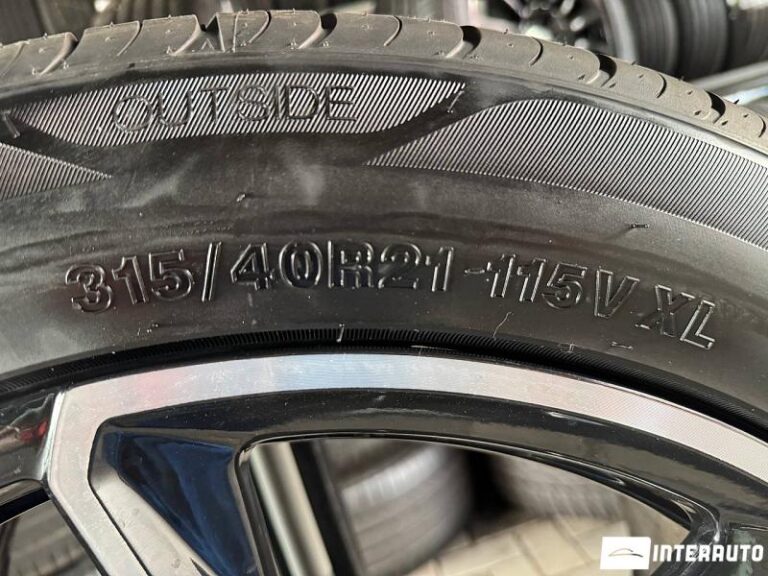 OUTSIDE
315/40R21-115V XL
INTERAUTO